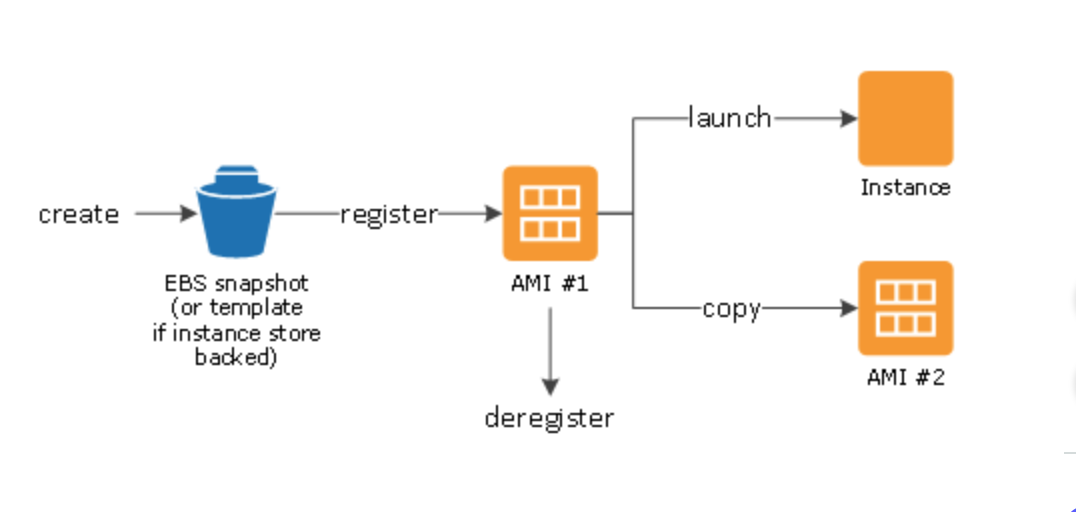 create
EBS snapshot
(or template
if instance store
backed)
register
AMI #1
deregister
launch
Instance
copy
AMI #2